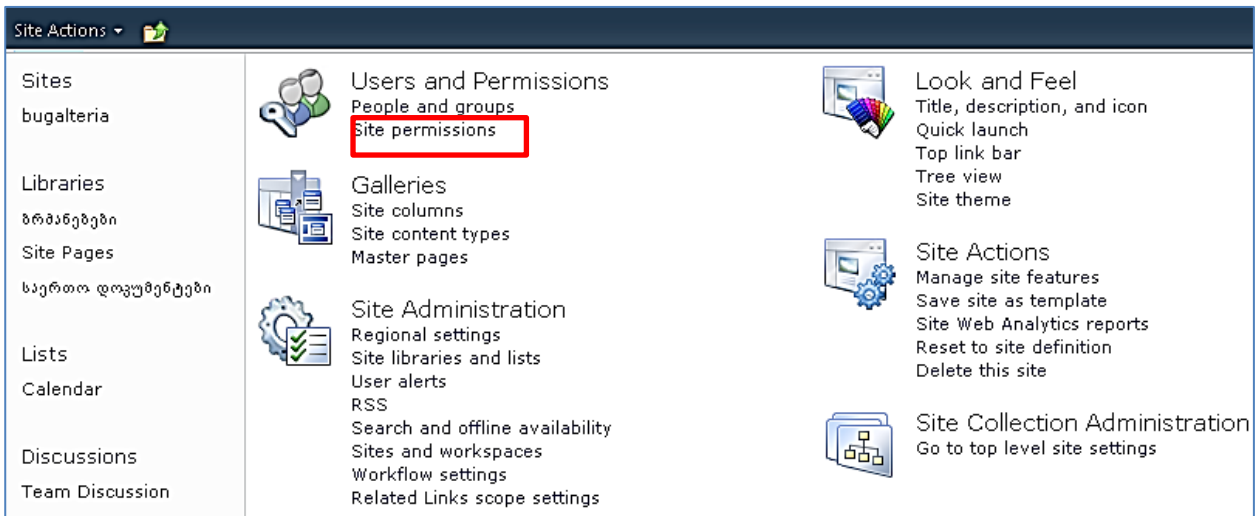 Site Actions
Sites
bugalteria
Libraries
ბრძანებები
Site Pages
საერთო დოკუმენტები
Lists
Calendar
Discussions
Team Discussion
Users and Permissions
People and groups
Site permissions
Galleries
Site columns
Site content types
Master pages
Site Administration
Regional settings
Site libraries and lists
User alerts
RSS
Search and offline availability
Sites and workspaces
Workflow settings
Related Links scope settings
Look and Feel
Title, description, and icon
Quick launch
Top link bar
Tree view
Site theme
Site Actions
Manage site features
Save site as template
Site Web Analytics reports
Reset to site definition
Delete this site
Site Collection Administration
Go to top level site settings